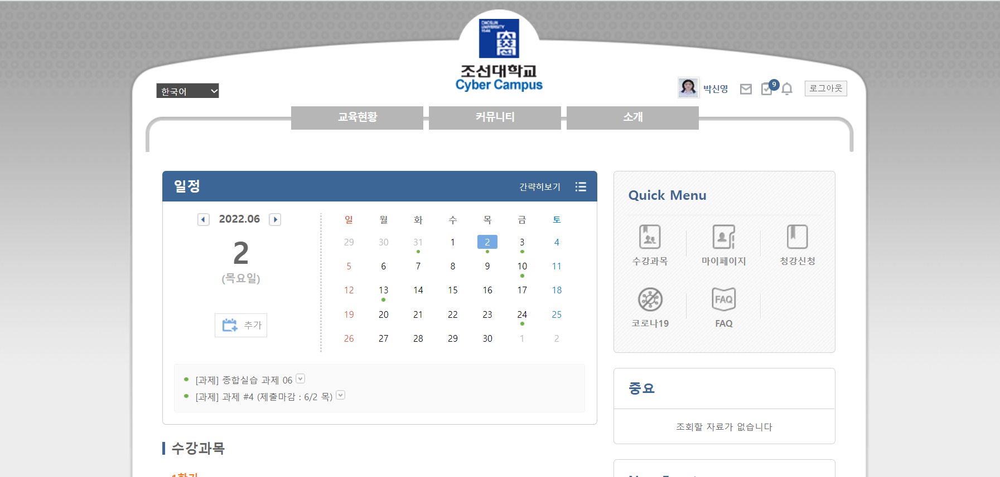 CHOSUN
UNIVERSITY
1946
조선대학교
Cyber Campus
한국어
박신영
9
로그아웃
교육현황
커뮤니티
소개
일정
간략히보기
2022.06
2
(목요일)
추가
일 월 화 수 목 금 토
29 30 31 1 2 3 4
5 6 7 8 9 10 11
12 13 14 15 16 17 18
19 20 21 22 23 24 25
26 27 28 29 30 1 2
[과제] 종합실습 과제 06
[과제] 과제 #4 (제출마감 : 6/2 목)
수강과목
1학기
Quick Menu
수강과목
마이페이지
청강신청
코로나19
FAQ
FAQ
중요
조회할 자료가 없습니다